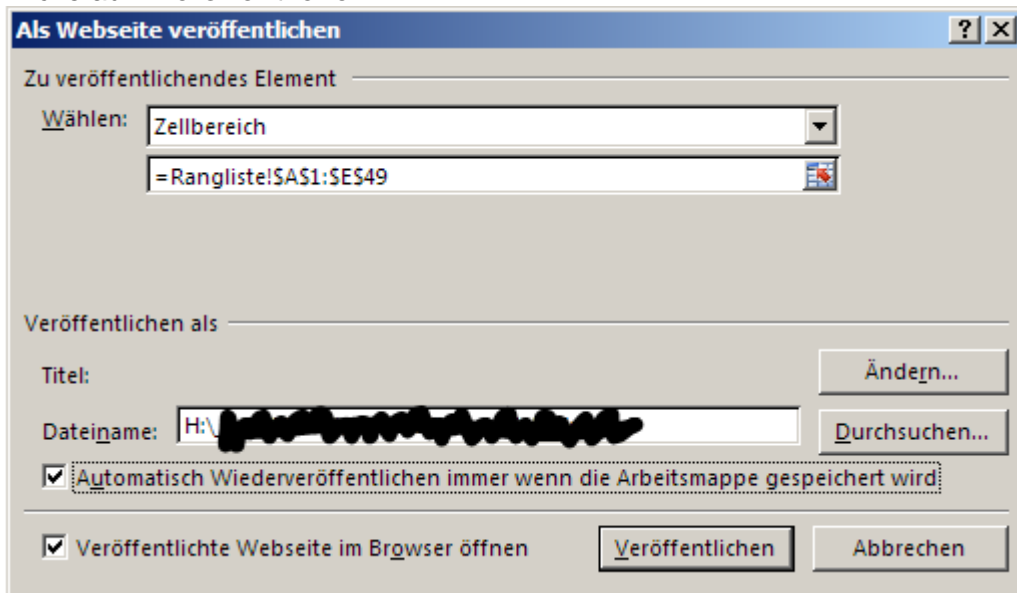 Als Webseite veröffentlichen
Zu veröffentlichendes Element
Wählen: Zellbereich
=Rangliste!$A$1:$E$49
Veröffentlichen als
Titel: Ändern...
Dateiname: H:\ Durchsuchen...
Automatisch Wiederveröffentlichen immer wenn die Arbeitsmappe gespeichert wird
Veröffentlichte Webseite im Browser öffnen Veröffentlichen Abbrechen